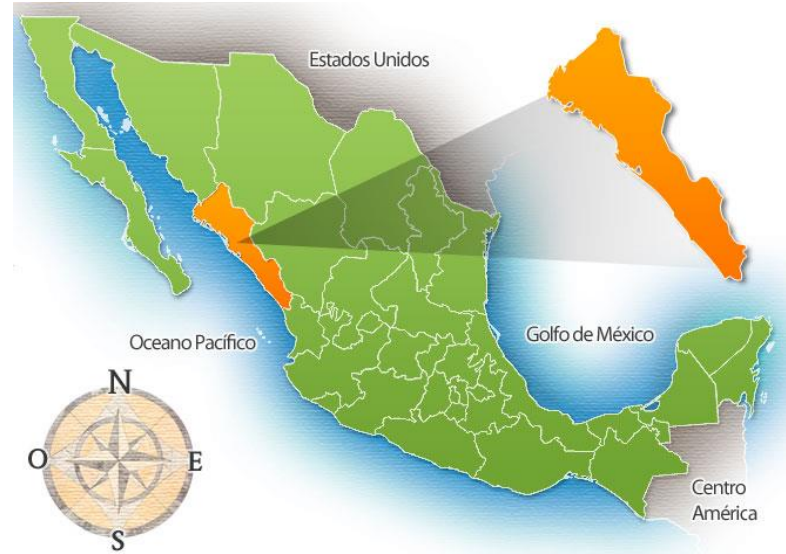 Estados Unidos
Oceano Pacífico
Golfo de México
N
O
E
S
Centro
América